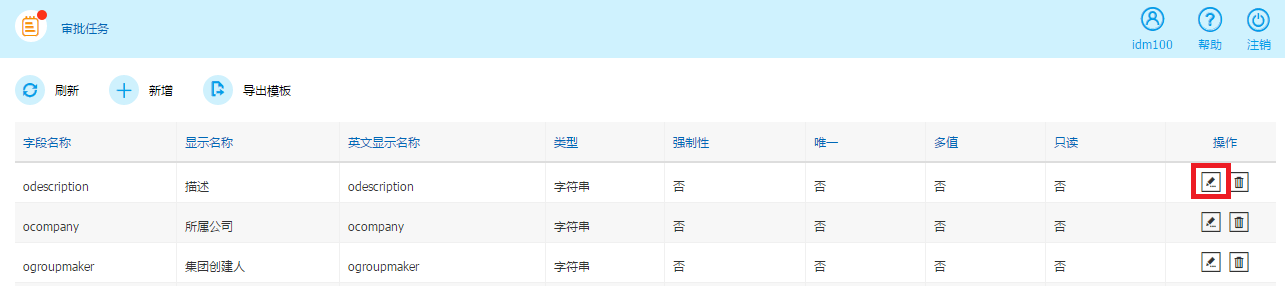 审批任务
idm100 帮助 注销
刷新 新增 导出模板
字段名称 显示名称 英文显示名称 类型 强制性 唯一 多值 只读 操作
odescription 描述 odescription 字符串 否 否 否 否
ocompany 所属公司 ocompany 字符串 否 否 否 否
ogroupmaker 集团创建人 ogroupmaker 字符串 否 否 否 否